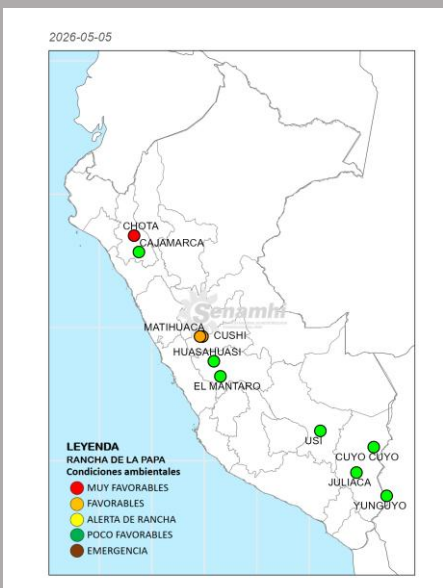 2026-05-05
CHOTA
CAJAMARCA
Senamhi
MATIHUACA
CUSHI
HUASAHUASI
EL MANTARO
USI
CUYO CUYO
JULIACA
YUNGUYO
LEYENDA
RANCHA DE LA PAPA
Condiciones ambientales
MUY FAVORABLES
FAVORABLES
ALERTA DE RANCHA
POCO FAVORABLES
EMERGENCIA